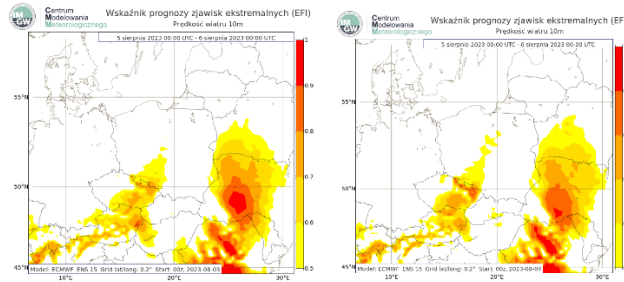 IM
GW
Centrum
Modelowania
Meteorologicznego
Wskaźnik prognozy zjawisk ekstremalnych (EFI)
Prędkość wiatru 10m
5 sierpnia 2023 00:00 UTC - 6 sierpnia 2023 00:00 UTC
55°N
50°N
45°N
10°E
20°E
30°E
1
0.9
0.8
0.7
0.6
0.5
Model: ECMWF ENS 15 Grid lat/long: 0.2° Start: 00z, 2023-08-03
IM
GW
Centrum
Modelowania
Meteorologicznego
Wskaźnik prognozy zjawisk ekstremalnych (EF
Prędkość wiatru 10m
5 sierpnia 2023 00:00 UTC - 6 sierpnia 2023 00:00 UTC
55°N
50°N
45°N
10°E
20°E
30°E
Model: ECMWF ENS 15 Grid lat/long: 0.2° Start: 00z, 2023-08-04